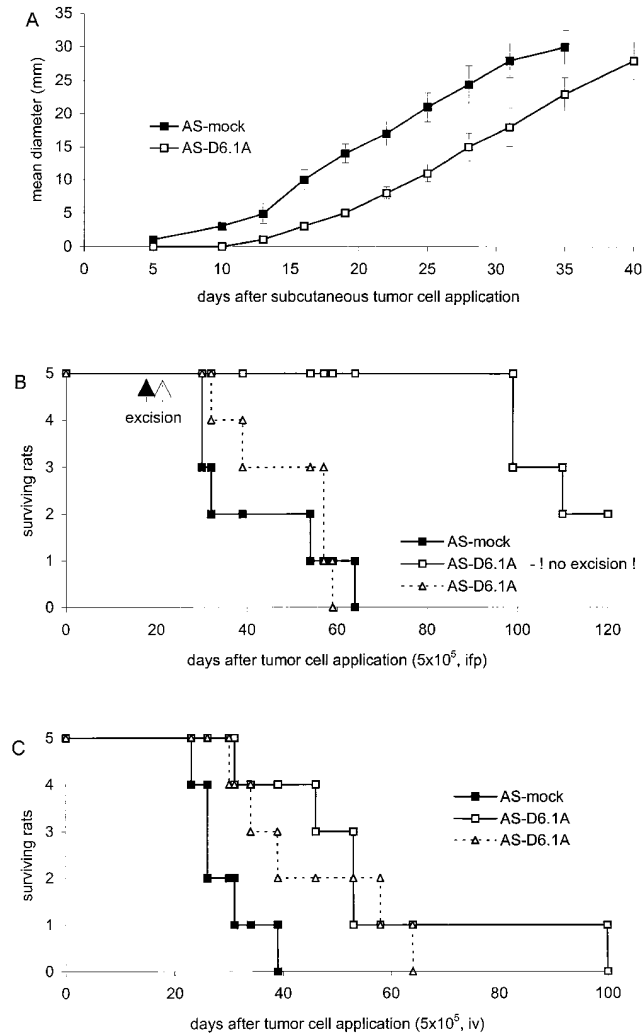 A
35
30
25
20
15
10
5
0
mean diameter (mm)
AS-mock
AS-D6.1A
0 5 10 16 20 25 30 35 40
days after subcutaneous tumor cell application
B
5
4
3
2
1
0
surviving rats
excision
AS-mock
AS-D6.1A - ! no excision !
AS-D6.1A
0 20 40 60 80 100 120
days after tumor cell application (5x10⁵, ifp)
C
5
4
3
2
1
0
surviving rats
AS-mock
AS-D6.1A
AS-D6.1A
0 20 40 60 80 100
days after tumor cell application (5x10⁵, iv)